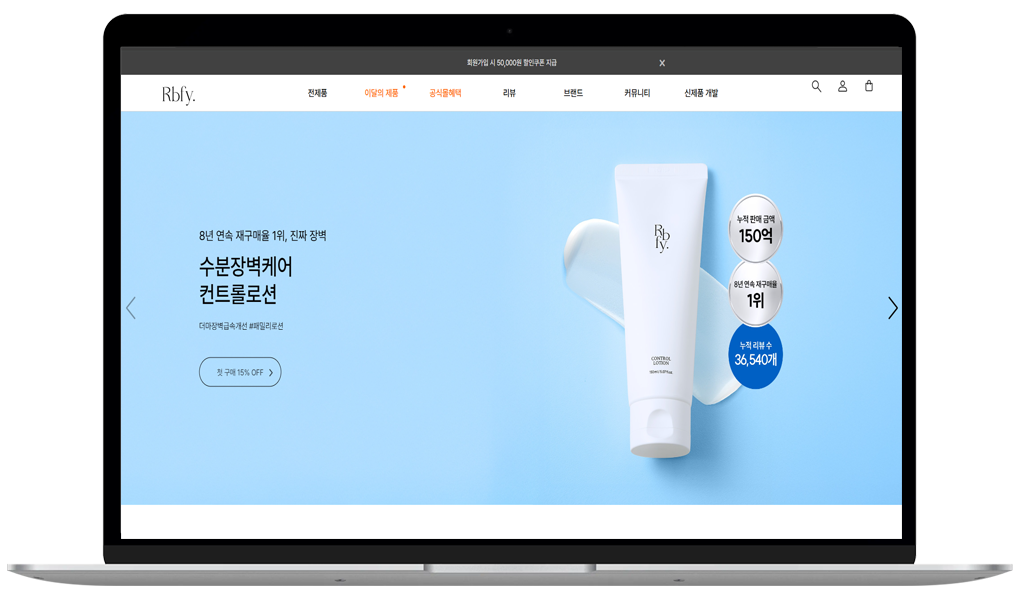 회원가입 시 50,000원 할인쿠폰 지급
X
Rbfy.
전제품
이달의 제품
공식몰혜택
리뷰
브랜드
커뮤니티
신제품 개발
8년 연속 재구매율 1위, 진짜 장벽
수분장벽케어
컨트롤로션
더마장벽급속개선 #패밀리로션
첫 구매 15% OFF
Rb
fy.
CONTROL
LOTION
누적 판매 금액
150억
8년 연속 재구매율
1위
누적 리뷰 수
36,540개